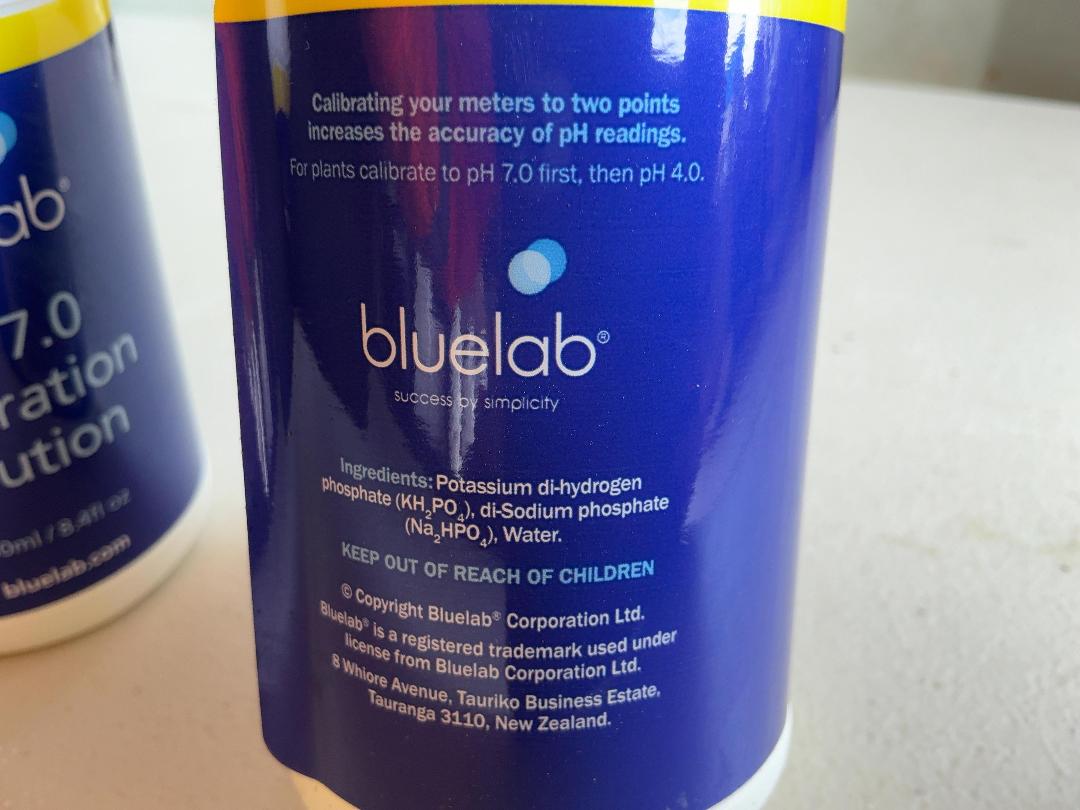 Calibrating your meters to two points
increases the accuracy of pH readings.
For plants calibrate to pH 7.0 first, then pH 4.0.
bluelab®
success by simplicity
Ingredients: Potassium di-hydrogen
phosphate (KH₂PO₄), di-Sodium phosphate
(Na₂HPO₄), Water.
KEEP OUT OF REACH OF CHILDREN
© Copyright Bluelab® Corporation Ltd.
Bluelab® is a registered trademark used under
license from Bluelab Corporation Ltd.
8 Whiore Avenue, Tauriko Business Estate,
Tauranga 3110, New Zealand.
ab®
7.0
ration
ution
0ml / 8.4fl oz
bluelab.com